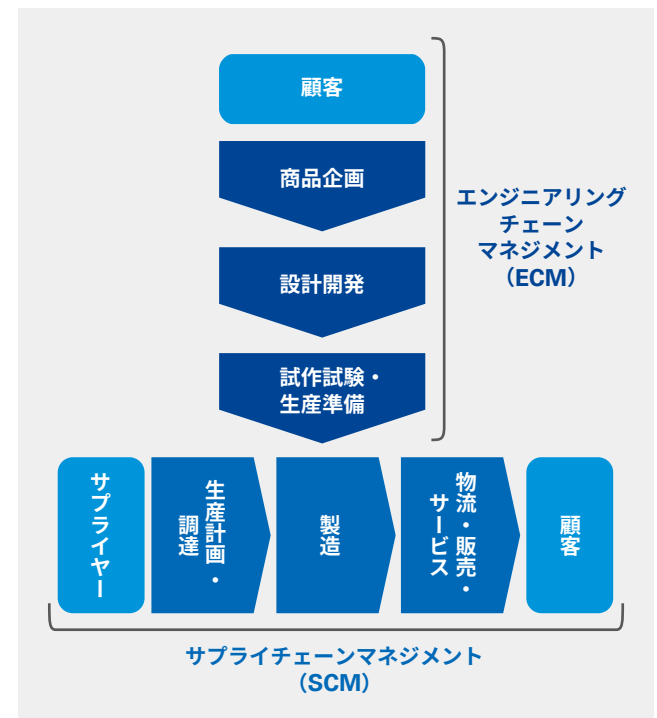 顧客
商品企画
設計開発
試作試験・
生産準備
エンジニアリング
チェーン
マネジメント
（ECM）
サプライヤー
生産計画・
調達
製造
物流・販売・
サービス
顧客
サプライチェーンマネジメント
（SCM）